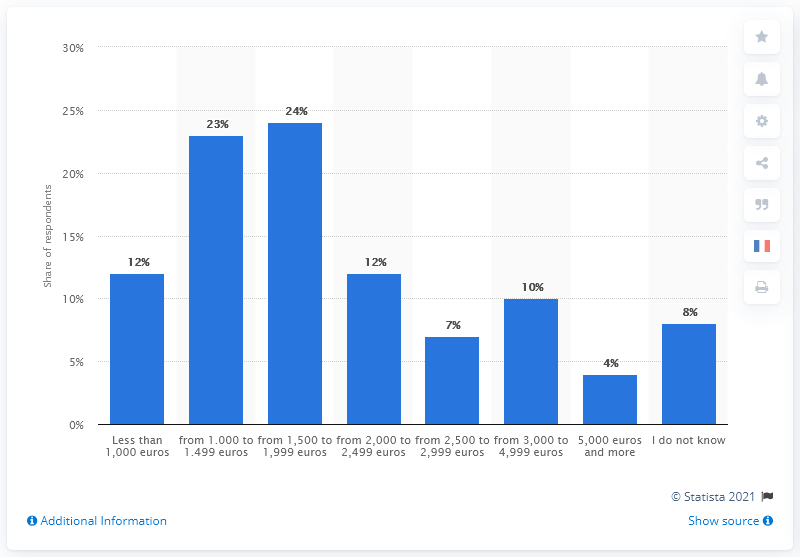 30%
25%
20%
15%
10%
5%
0%
Share of respondents
12%
23%
24%
12%
7%
10%
4%
8%
Less than
1,000 euros
from 1.000 to
1.499 euros
from 1,500 to
1,999 euros
from 2,000 to
2,499 euros
from 2,500 to
2,999 euros
from 3,000 to
4,999 euros
5,000 euros
and more
I do not know
© Statista 2021
Additional Information
Show source